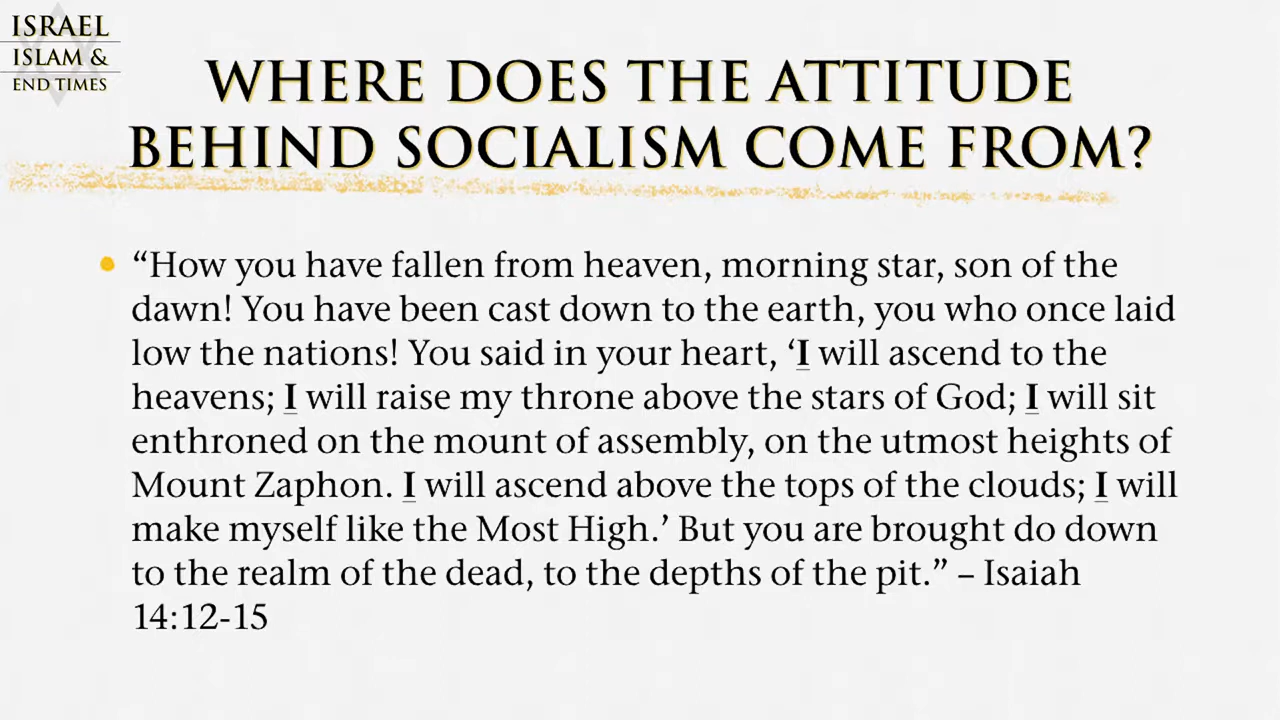 ISRAEL
ISLAM &
END TIMES
WHERE DOES THE ATTITUDE
BEHIND SOCIALISM COME FROM?
• “How you have fallen from heaven, morning star, son of the
dawn! You have been cast down to the earth, you who once laid
low the nations! You said in your heart, ‘I will ascend to the
heavens; I will raise my throne above the stars of God; I will sit
enthroned on the mount of assembly, on the utmost heights of
Mount Zaphon. I will ascend above the tops of the clouds; I will
make myself like the Most High.’ But you are brought do down
to the realm of the dead, to the depths of the pit.” – Isaiah
14:12-15